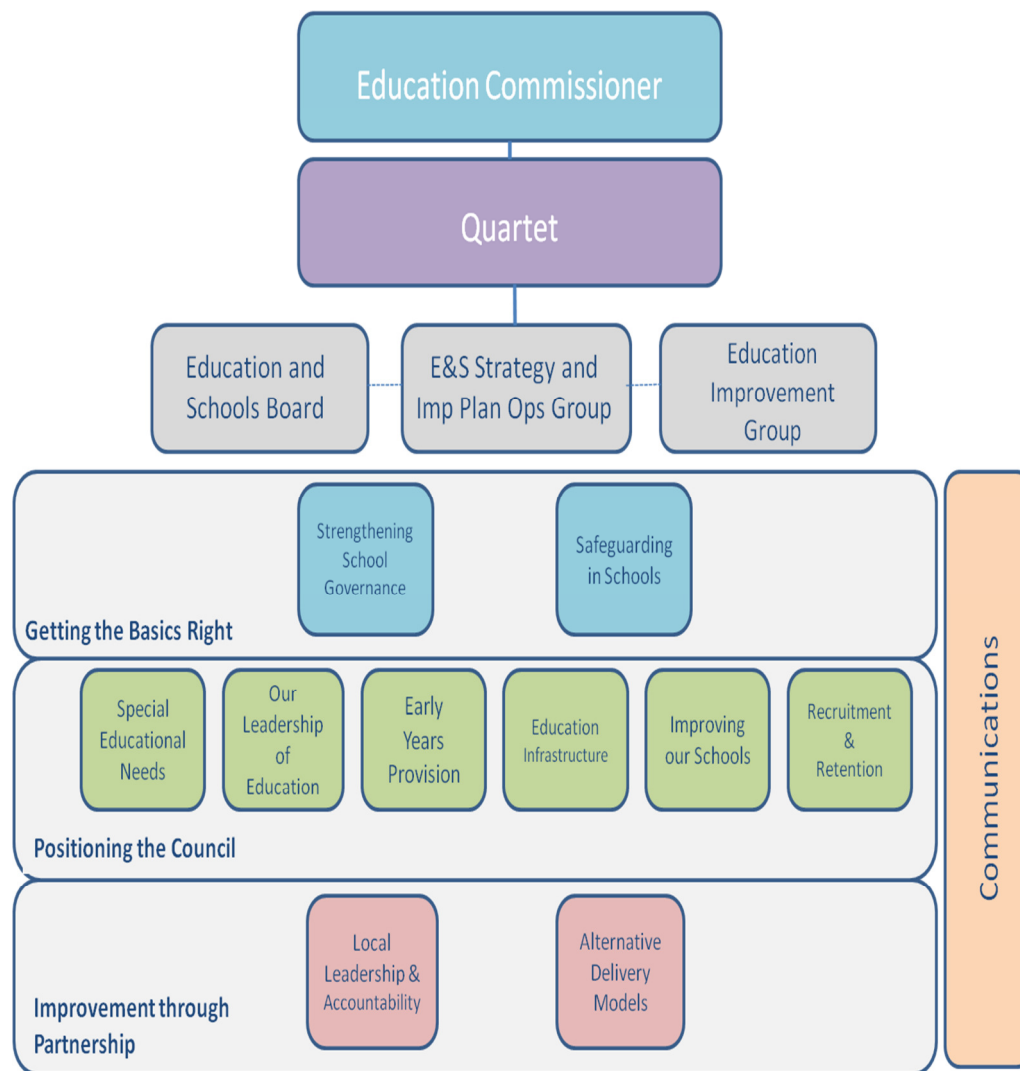 Education Commissioner
Quartet
Education and
Schools Board
E&S Strategy and
Imp Plan Ops Group
Education
Improvement
Group
Strengthening
School
Governance
Safeguarding
in Schools
Getting the Basics Right
Special
Educational
Needs
Our
Leadership
of
Education
Early
Years
Provision
Education
Infrastructure
Improving
our Schools
Recruitment
&
Retention
Positioning the Council
Local
Leadership &
Accountability
Alternative
Delivery
Models
Improvement through
Partnership
Communications